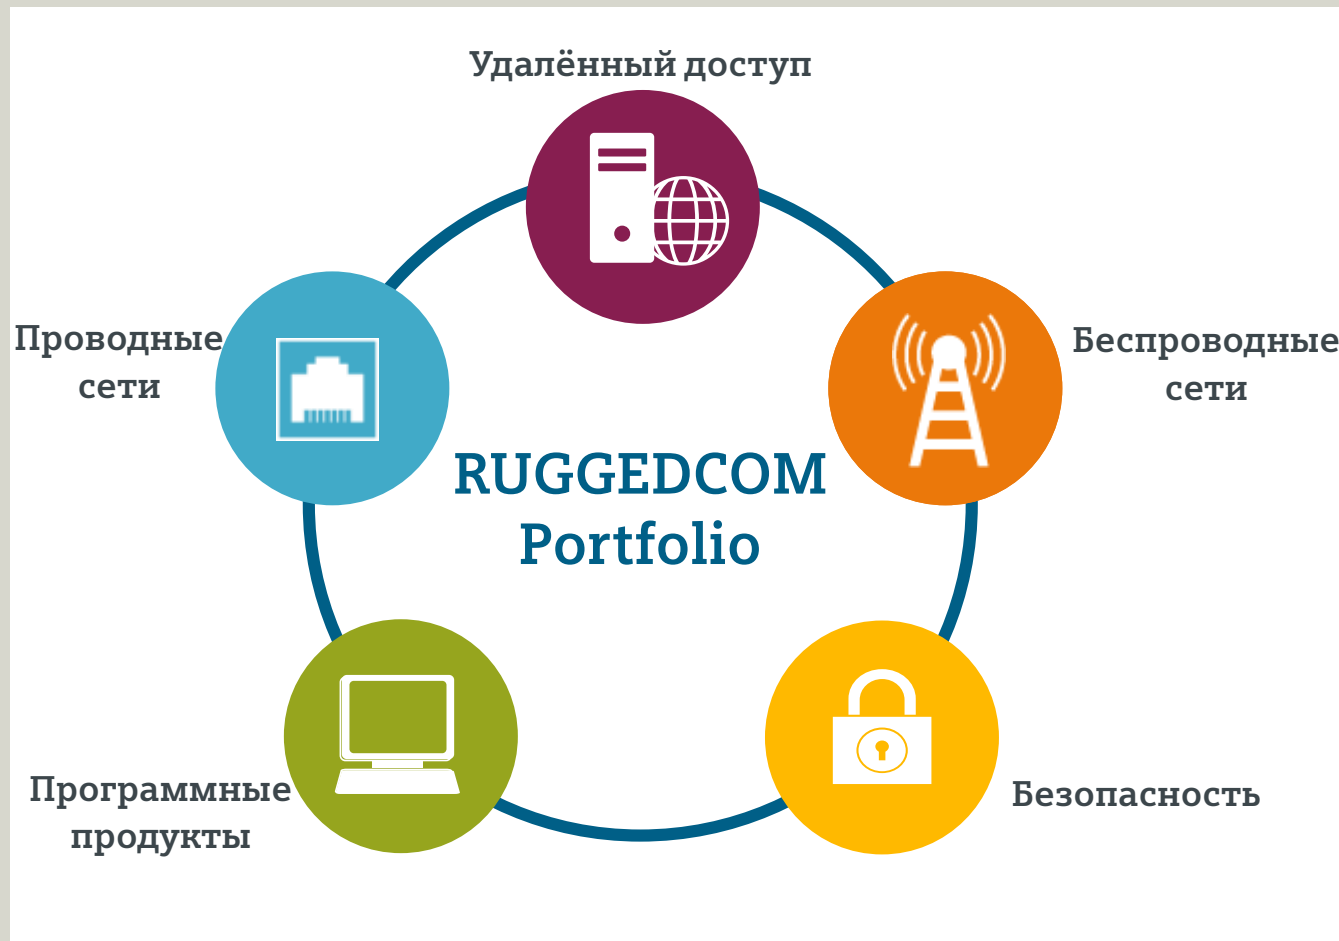 Удалённый доступ
Проводные
сети
Беспроводные
сети
RUGGEDCOM
Portfolio
Программные
продукты
Безопасность